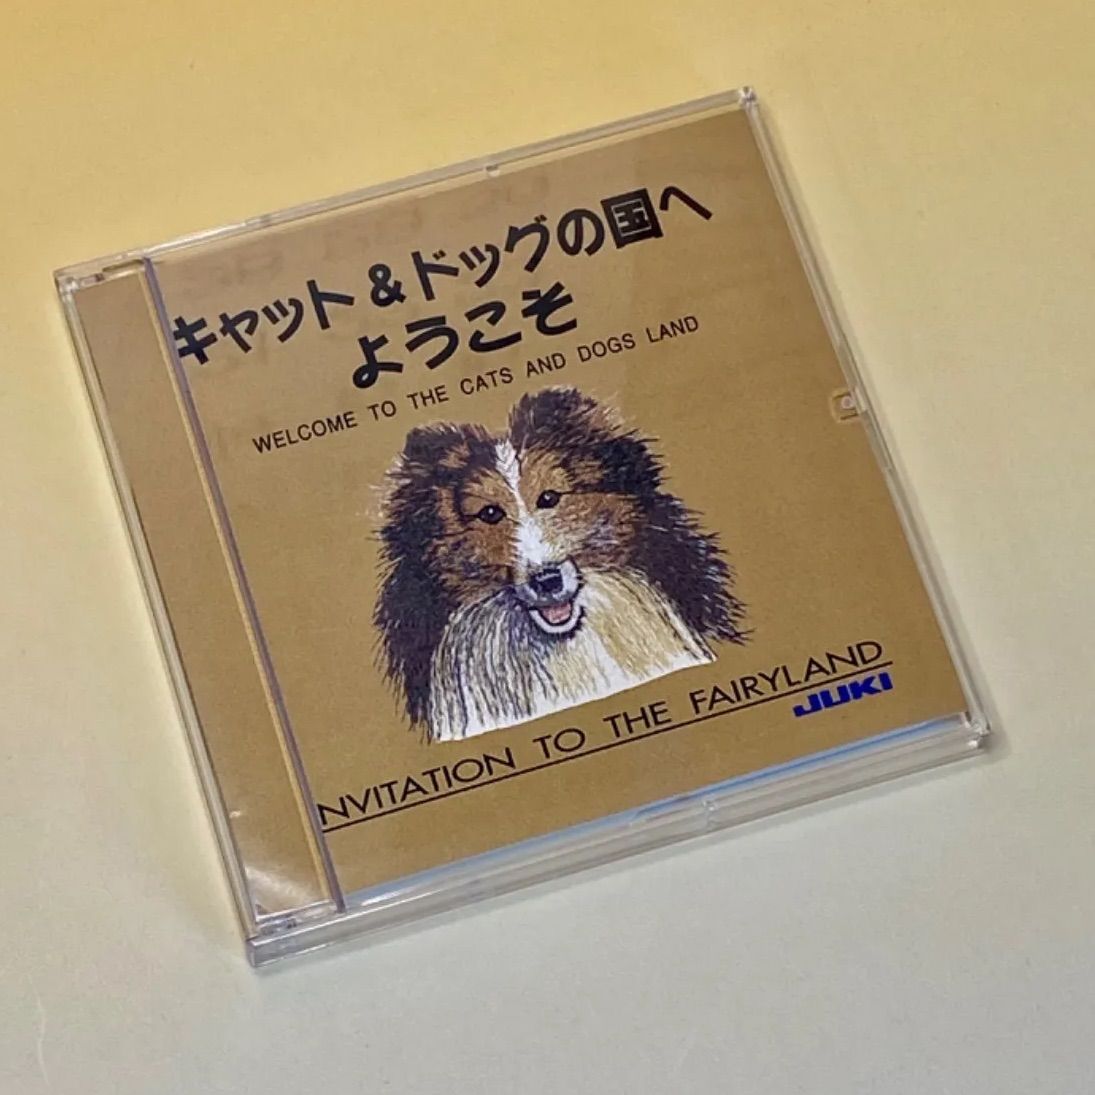 キャット&ドッグの国へ
ようこそ
WELCOME TO THE CATS AND DOGS LAND
NVITATION TO THE FAIRYLAND
JUKI